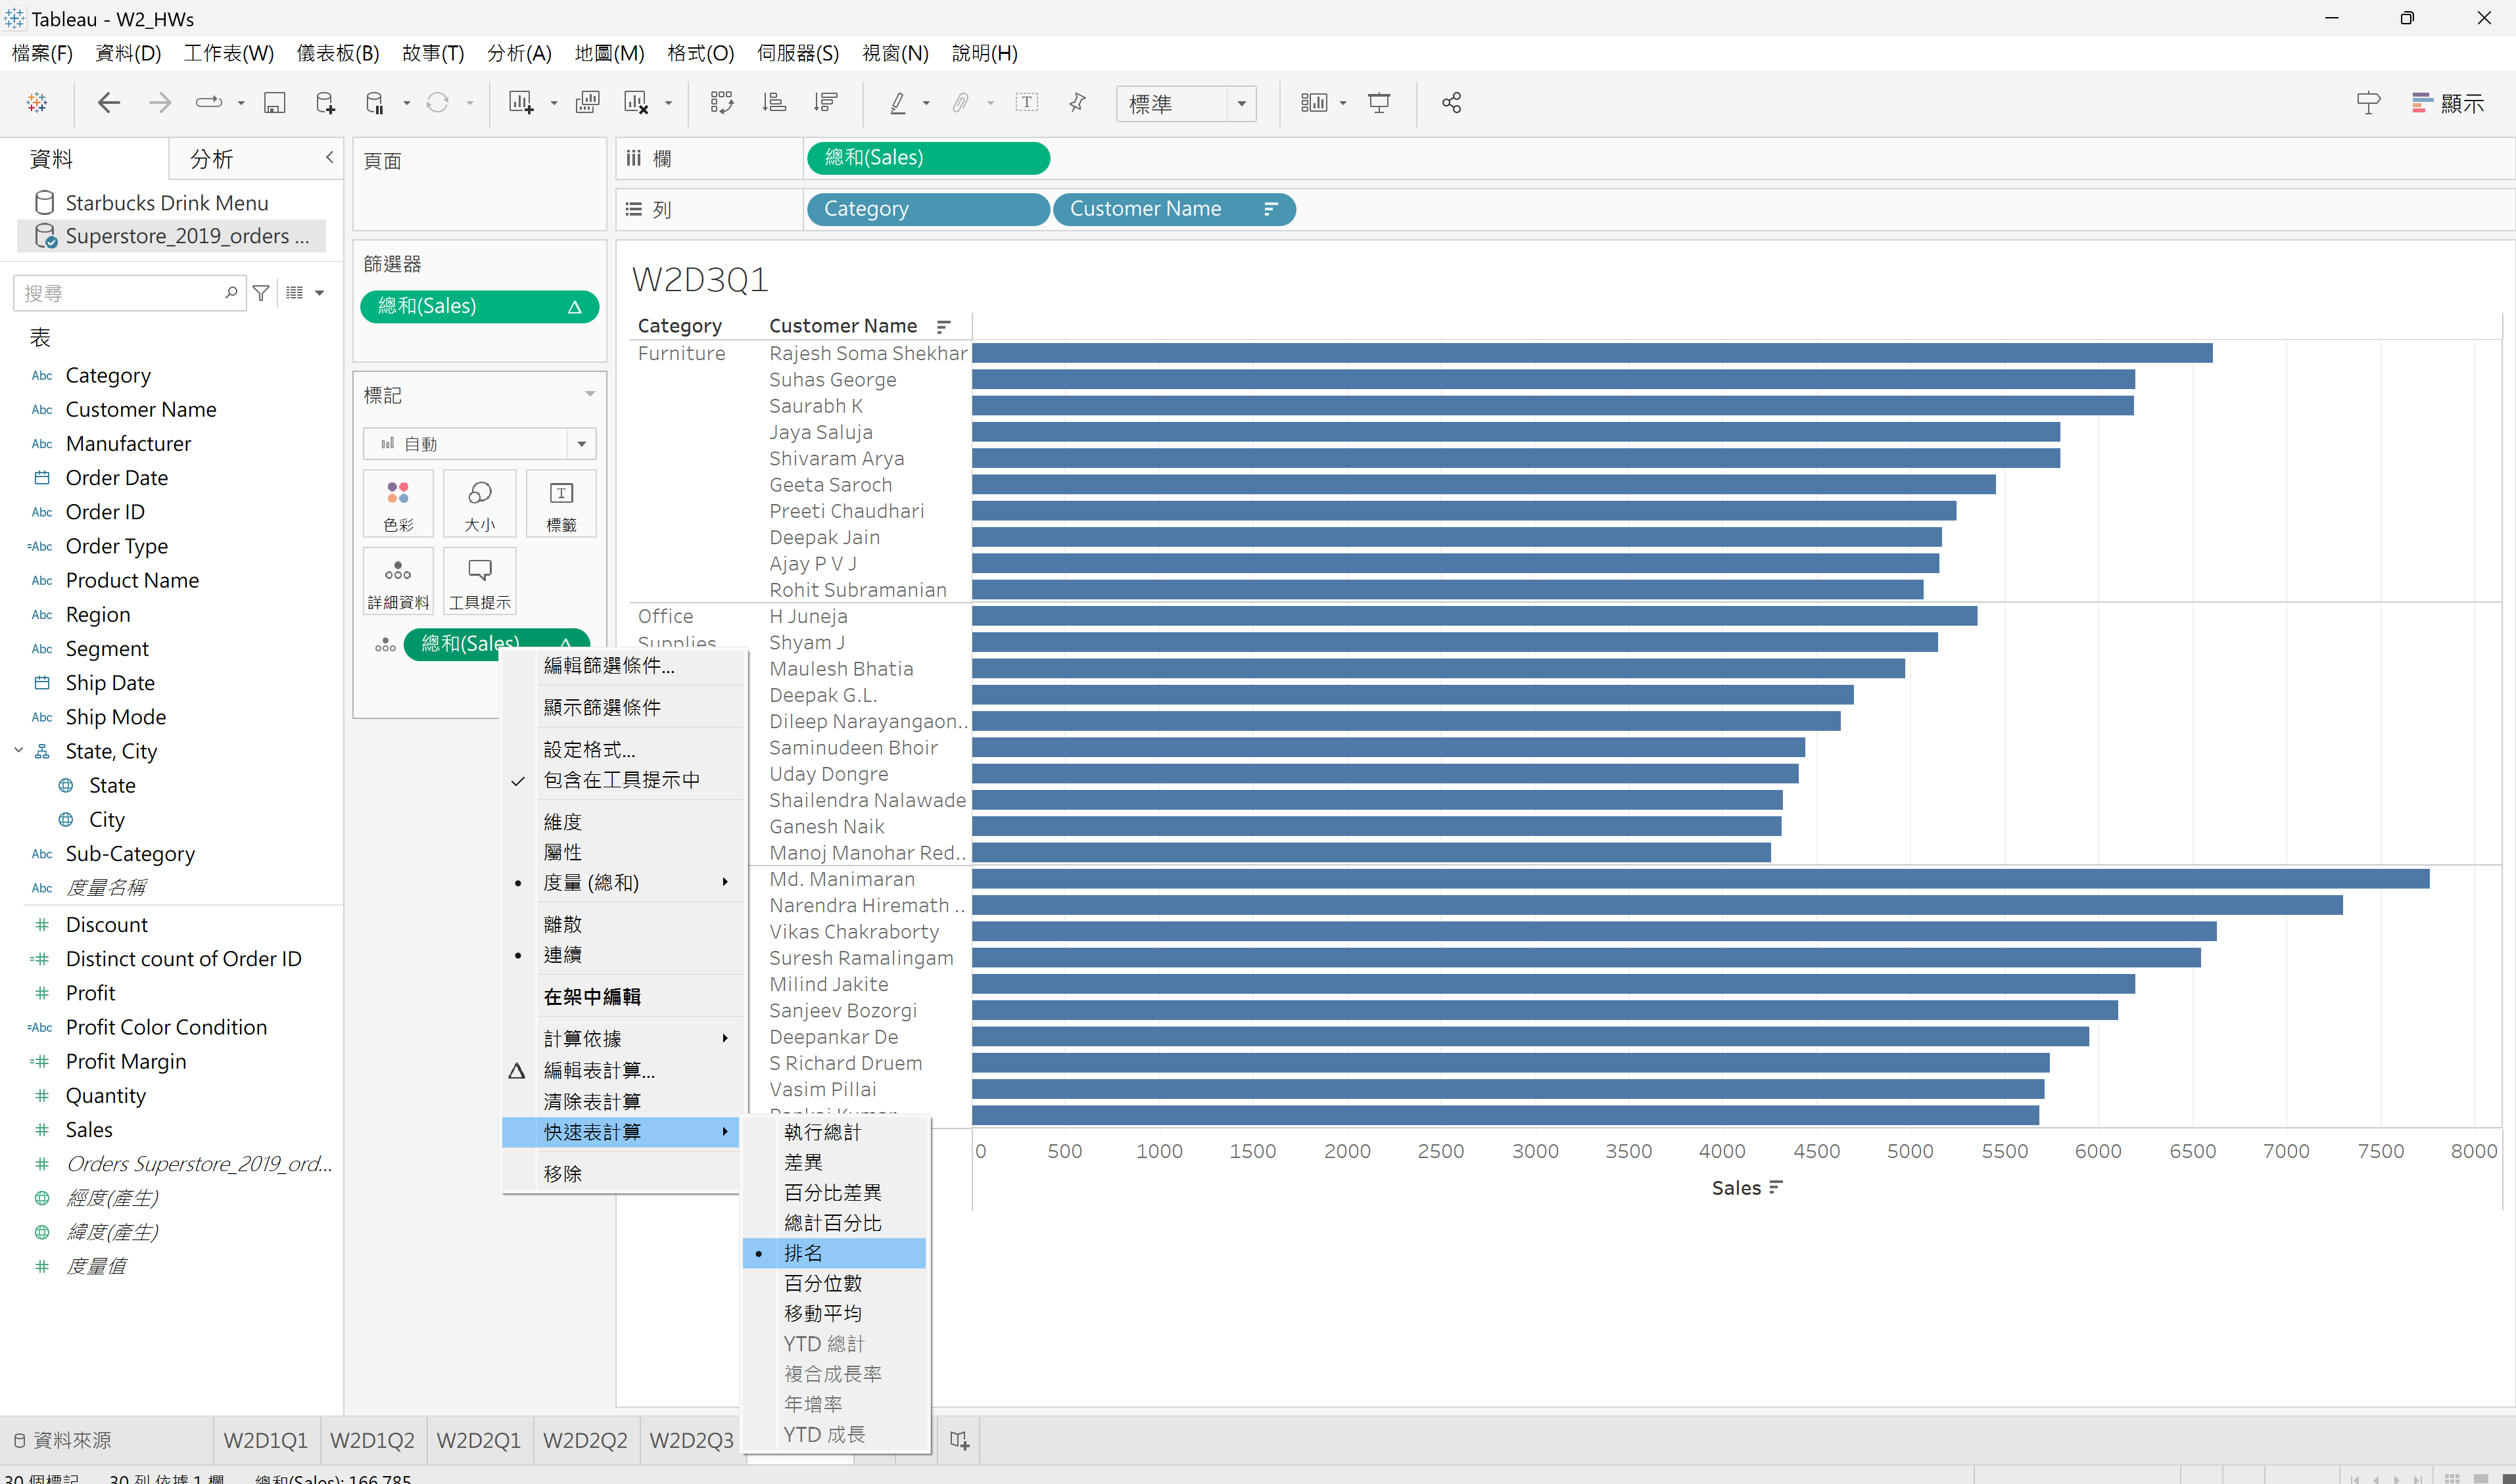 Tableau - W2_HWs
檔案(F) 資料(D) 工作表(W) 儀表板(B) 故事(T) 分析(A) 地圖(M) 格式(O) 伺服器(S) 視窗(N) 說明(H)
標準
顯示
資料 分析
Starbucks Drink Menu
Superstore_2019_orders ...
搜尋
表
Abc Category
Abc Customer Name
Abc Manufacturer
Order Date
Abc Order ID
=Abc Order Type
Abc Product Name
Abc Region
Abc Segment
Ship Date
Abc Ship Mode
State, City
State
City
Abc Sub-Category
Abc 度量名稱
# Discount
=# Distinct count of Order ID
# Profit
=Abc Profit Color Condition
=# Profit Margin
# Quantity
# Sales
# Orders Superstore_2019_ord...
經度(產生)
緯度(產生)
# 度量值
頁面
篩選器
總和(Sales) △
標記
自動
色彩 大小 標籤
詳細資料 工具提示
總和(Sales) △
欄 總和(Sales)
列 Category Customer Name
W2D3Q1
Category Customer Name
Furniture Rajesh Soma Shekhar
Suhas George
Saurabh K
Jaya Saluja
Shivaram Arya
Geeta Saroch
Preeti Chaudhari
Deepak Jain
Ajay P V J
Rohit Subramanian
Office H Juneja
Supplies Shyam J
Maulesh Bhatia
Deepak G.L.
Dileep Narayangaon..
Saminudeen Bhoir
Uday Dongre
Shailendra Nalawade
Ganesh Naik
Manoj Manohar Red..
Md. Manimaran
Narendra Hiremath ..
Vikas Chakraborty
Suresh Ramalingam
Milind Jakite
Sanjeev Bozorgi
Deepankar De
S Richard Druem
Vasim Pillai
Pankaj Kumar
0 500 1000 1500 2000 2500 3000 3500 4000 4500 5000 5500 6000 6500 7000 7500 8000
Sales
編輯篩選條件...
顯示篩選條件
設定格式...
包含在工具提示中
維度
屬性
度量 (總和)
離散
連續
在架中編輯
計算依據
△ 編輯表計算...
清除表計算
快速表計算
移除
執行總計
差異
百分比差異
總計百分比
排名
百分位數
移動平均
YTD 總計
複合成長率
年增率
YTD 成長
資料來源 W2D1Q1 W2D1Q2 W2D2Q1 W2D2Q2 W2D2Q3
30 個標記 30 列 依據 1 欄 總和(Sales): 166,785